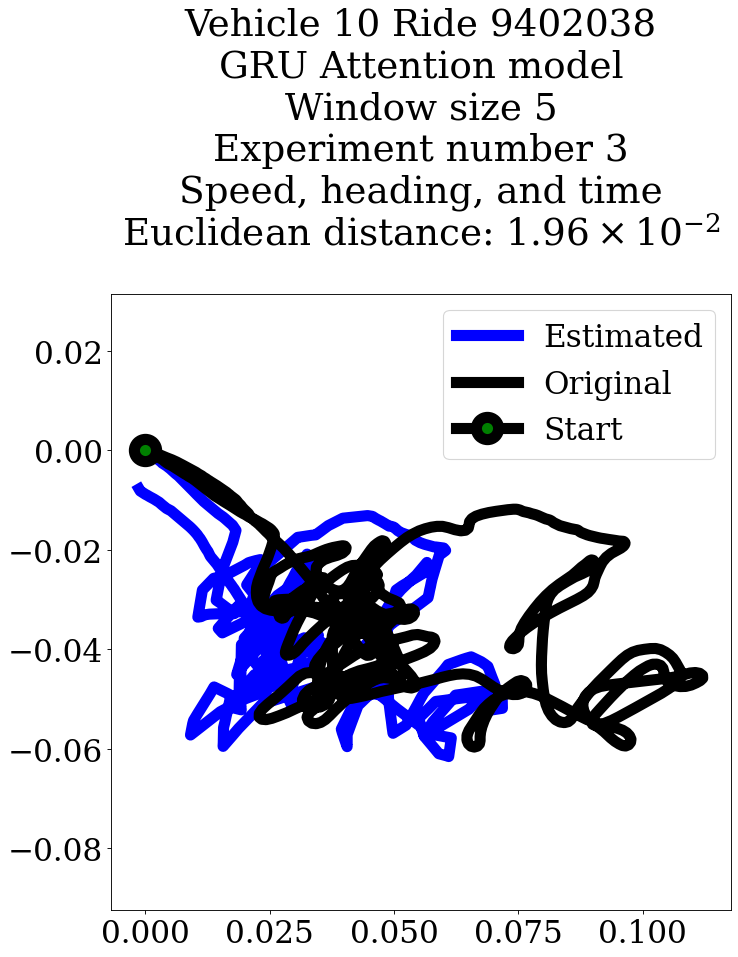 Vehicle 10 Ride 9402038
GRU Attention model
Window size 5
Experiment number 3
Speed, heading, and time
Euclidean distance: 1.96 × 10⁻²
Estimated
Original
Start
0.02
0.00
−0.02
−0.04
−0.06
−0.08
0.000 0.025 0.050 0.075 0.100